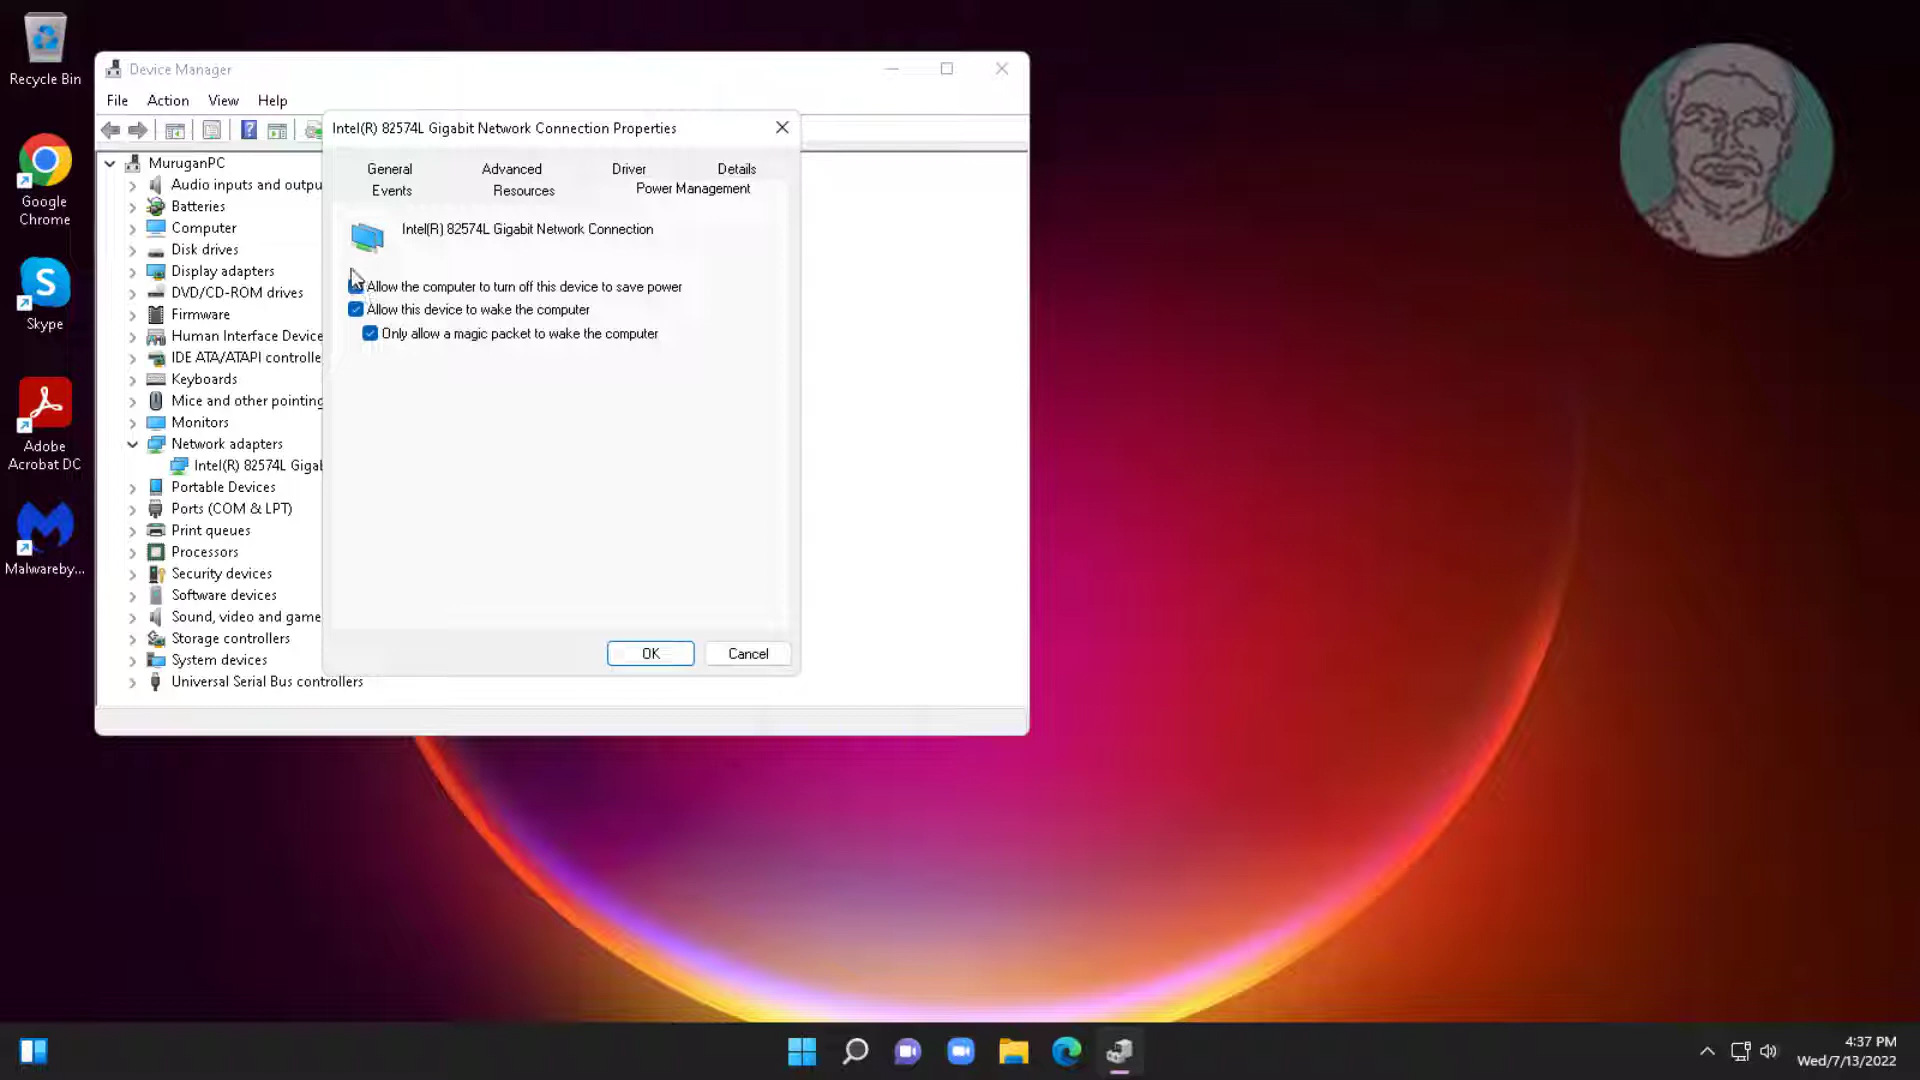 Recycle Bin
Google
Chrome
Skype
Adobe
Acrobat DC
Malwareby...
Device Manager
File Action View Help
MuruganPC
Audio inputs and outpu
Batteries
Computer
Disk drives
Display adapters
DVD/CD-ROM drives
Firmware
Human Interface Device
IDE ATA/ATAPI controlle
Keyboards
Mice and other pointing
Monitors
Network adapters
Intel(R) 82574L Gigal
Portable Devices
Ports (COM & LPT)
Print queues
Processors
Security devices
Software devices
Sound, video and game
Storage controllers
System devices
Universal Serial Bus controllers
Intel(R) 82574L Gigabit Network Connection Properties
General Advanced Driver Details
Events Resources Power Management
Intel(R) 82574L Gigabit Network Connection
Allow the computer to turn off this device to save power
Allow this device to wake the computer
Only allow a magic packet to wake the computer
OK Cancel
4:37 PM
Wed/7/13/2022